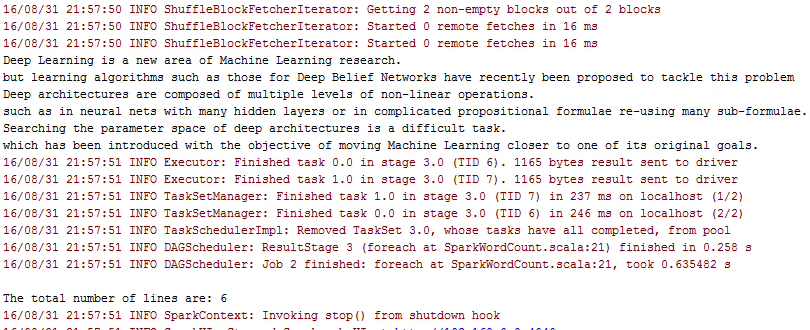 16/08/31 21:57:50 INFO ShuffleBlockFetcherIterator: Getting 2 non-empty blocks out of 2 blocks
16/08/31 21:57:50 INFO ShuffleBlockFetcherIterator: Started 0 remote fetches in 16 ms
16/08/31 21:57:50 INFO ShuffleBlockFetcherIterator: Started 0 remote fetches in 16 ms
Deep Learning is a new area of Machine Learning research.
but learning algorithms such as those for Deep Belief Networks have recently been proposed to tackle this problem
Deep architectures are composed of multiple levels of non-linear operations.
such as in neural nets with many hidden layers or in complicated propositional formulae re-using many sub-formulae.
Searching the parameter space of deep architectures is a difficult task.
which has been introduced with the objective of moving Machine Learning closer to one of its original goals.
16/08/31 21:57:51 INFO Executor: Finished task 0.0 in stage 3.0 (TID 6). 1165 bytes result sent to driver
16/08/31 21:57:51 INFO Executor: Finished task 1.0 in stage 3.0 (TID 7). 1165 bytes result sent to driver
16/08/31 21:57:51 INFO TaskSetManager: Finished task 1.0 in stage 3.0 (TID 7) in 237 ms on localhost (1/2)
16/08/31 21:57:51 INFO TaskSetManager: Finished task 0.0 in stage 3.0 (TID 6) in 246 ms on localhost (2/2)
16/08/31 21:57:51 INFO TaskSchedulerImpl: Removed TaskSet 3.0, whose tasks have all completed, from pool
16/08/31 21:57:51 INFO DAGScheduler: ResultStage 3 (foreach at SparkWordCount.scala:21) finished in 0.258 s
16/08/31 21:57:51 INFO DAGScheduler: Job 2 finished: foreach at SparkWordCount.scala:21, took 0.635482 s
The total number of lines are: 6
16/08/31 21:57:51 INFO SparkContext: Invoking stop() from shutdown hook